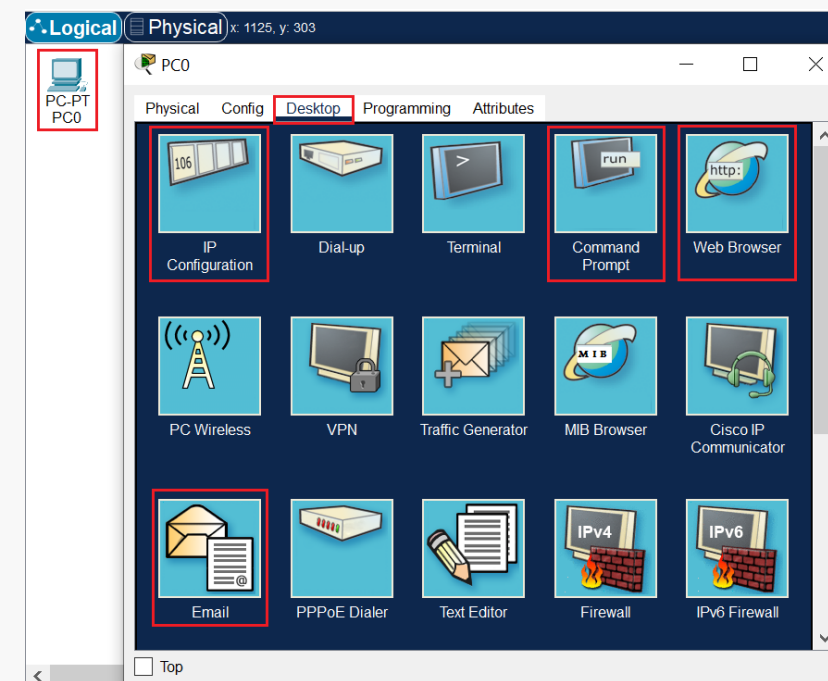 Logical Physical x: 1125, y: 303
PC-PT
PC0
PC0
Physical Config Desktop Programming Attributes
106
>
run
http:
IP
Configuration
Dial-up
Terminal
Command
Prompt
Web Browser
MIB
PC Wireless
VPN
Traffic Generator
MIB Browser
Cisco IP
Communicator
@
IPv4
IPv6
Email
PPPoE Dialer
Text Editor
Firewall
IPv6 Firewall
Top